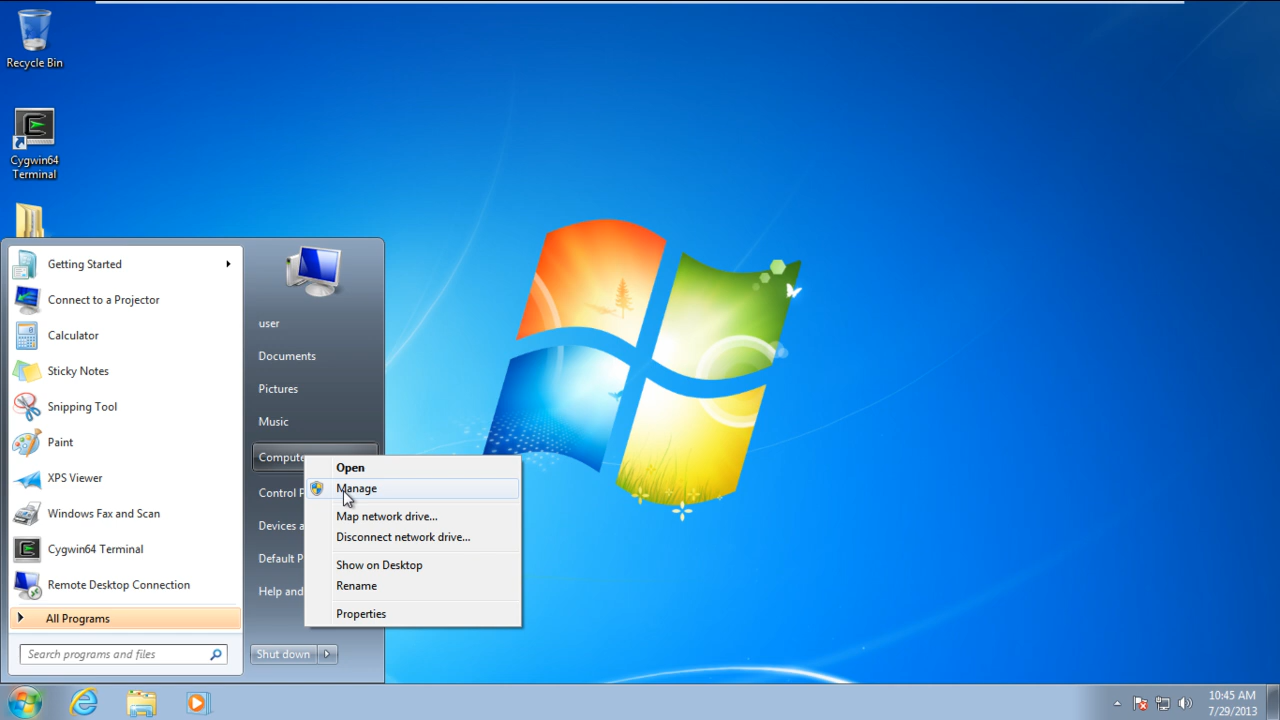 Recycle Bin
Cygwin64
Terminal
Getting Started
Connect to a Projector
Calculator
Sticky Notes
Snipping Tool
Paint
XPS Viewer
Windows Fax and Scan
Cygwin64 Terminal
Remote Desktop Connection
All Programs
Search programs and files
user
Documents
Pictures
Music
Compute
Control P
Devices a
Default P
Help and
Shut down
Open
Manage
Map network drive...
Disconnect network drive...
Show on Desktop
Rename
Properties
10:45 AM
7/29/2013